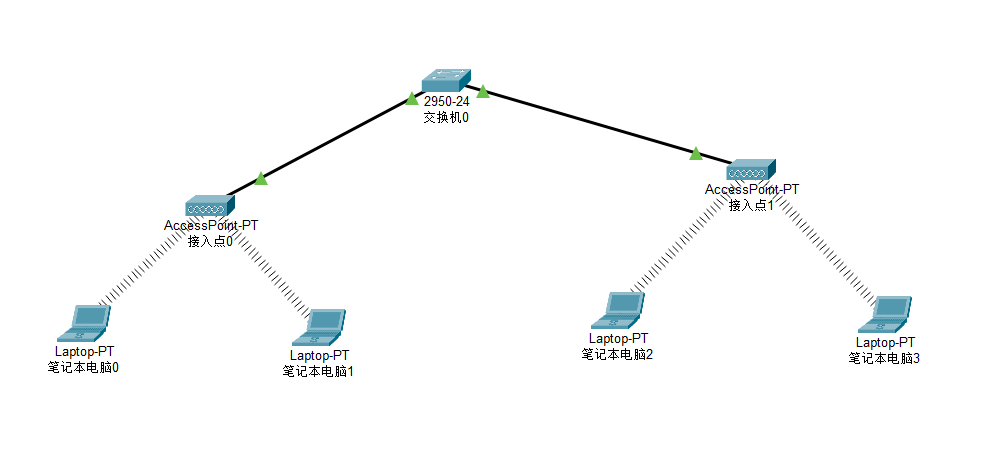 2950-24
交换机0
AccessPoint-PT
接入点1
AccessPoint-PT
接入点0
Laptop-PT
笔记本电脑0
Laptop-PT
笔记本电脑1
Laptop-PT
笔记本电脑2
Laptop-PT
笔记本电脑3